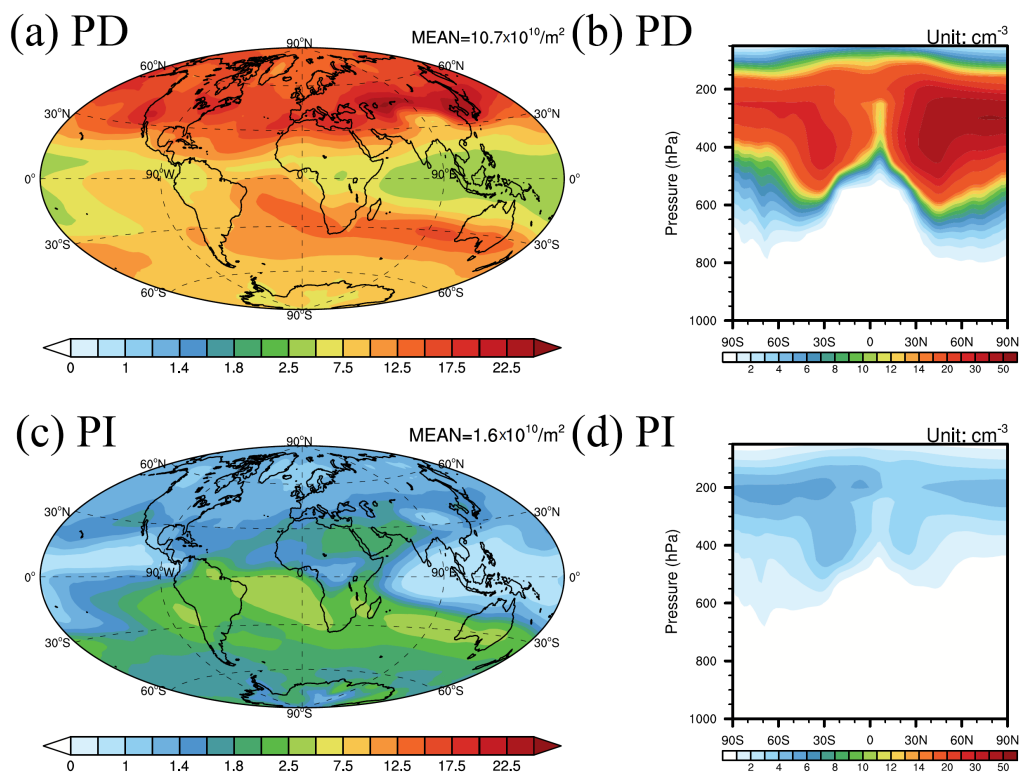 (a) PD
MEAN=10.7×10¹⁰/m²
90°N
60°N
60°N
30°N
30°N
0°
90°W
90°E
0°
30°S
30°S
60°S
60°S
90°S
0 1 1.4 1.8 2.5 7.5 12.5 17.5 22.5
(b) PD
Unit: cm⁻³
Pressure (hPa)
200
400
600
800
1000
90S 60S 30S 0 30N 60N 90N
2 4 6 8 10 12 14 20 30 50
(c) PI
MEAN=1.6×10¹⁰/m²
90°N
60°N
60°N
30°N
30°N
0°
90°W
90°E
0°
30°S
30°S
60°S
60°S
90°S
0 1 1.4 1.8 2.5 7.5 12.5 17.5 22.5
(d) PI
Unit: cm⁻³
Pressure (hPa)
200
400
600
800
1000
90S 60S 30S 0 30N 60N 90N
2 4 6 8 10 12 14 20 30 50